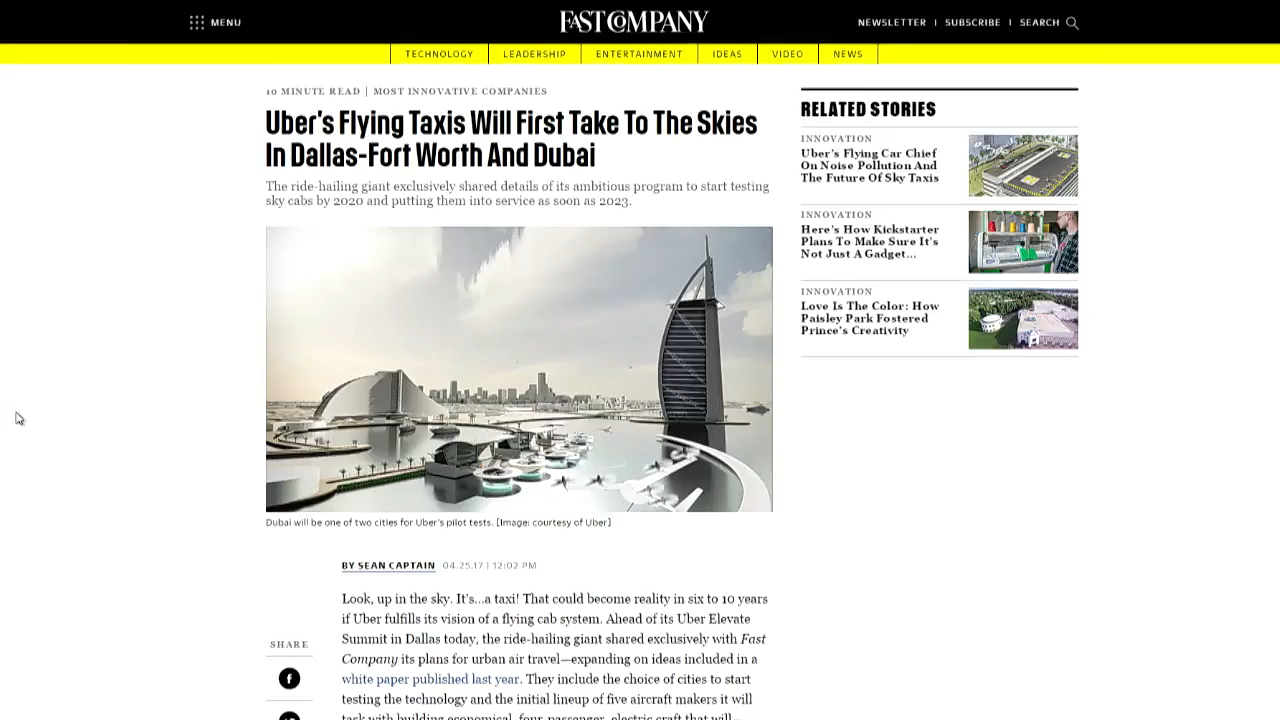 MENU
FAST COMPANY
NEWSLETTER | SUBSCRIBE | SEARCH
TECHNOLOGY
LEADERSHIP
ENTERTAINMENT
IDEAS
VIDEO
NEWS
10 MINUTE READ | MOST INNOVATIVE COMPANIES
Uber's Flying Taxis Will First Take To The Skies
In Dallas-Fort Worth And Dubai
The ride-hailing giant exclusively shared details of its ambitious program to start testing
sky cabs by 2020 and putting them into service as soon as 2023.
Dubai will be one of two cities for Uber's pilot tests. [Image: courtesy of Uber]
BY SEAN CAPTAIN 04.25.17 | 12:02 PM
Look, up in the sky. It's…a taxi! That could become reality in six to 10 years
if Uber fulfills its vision of a flying cab system. Ahead of its Uber Elevate
Summit in Dallas today, the ride-hailing giant shared exclusively with Fast
Company its plans for urban air travel—expanding on ideas included in a
white paper published last year. They include the choice of cities to start
testing the technology and the initial lineup of five aircraft makers it will
task with building economical, four-passenger, electric craft that will—
SHARE
RELATED STORIES
INNOVATION
Uber's Flying Car Chief
On Noise Pollution And
The Future Of Sky Taxis
INNOVATION
Here's How Kickstarter
Plans To Make Sure It's
Not Just A Gadget...
INNOVATION
Love Is The Color: How
Paisley Park Fostered
Prince's Creativity